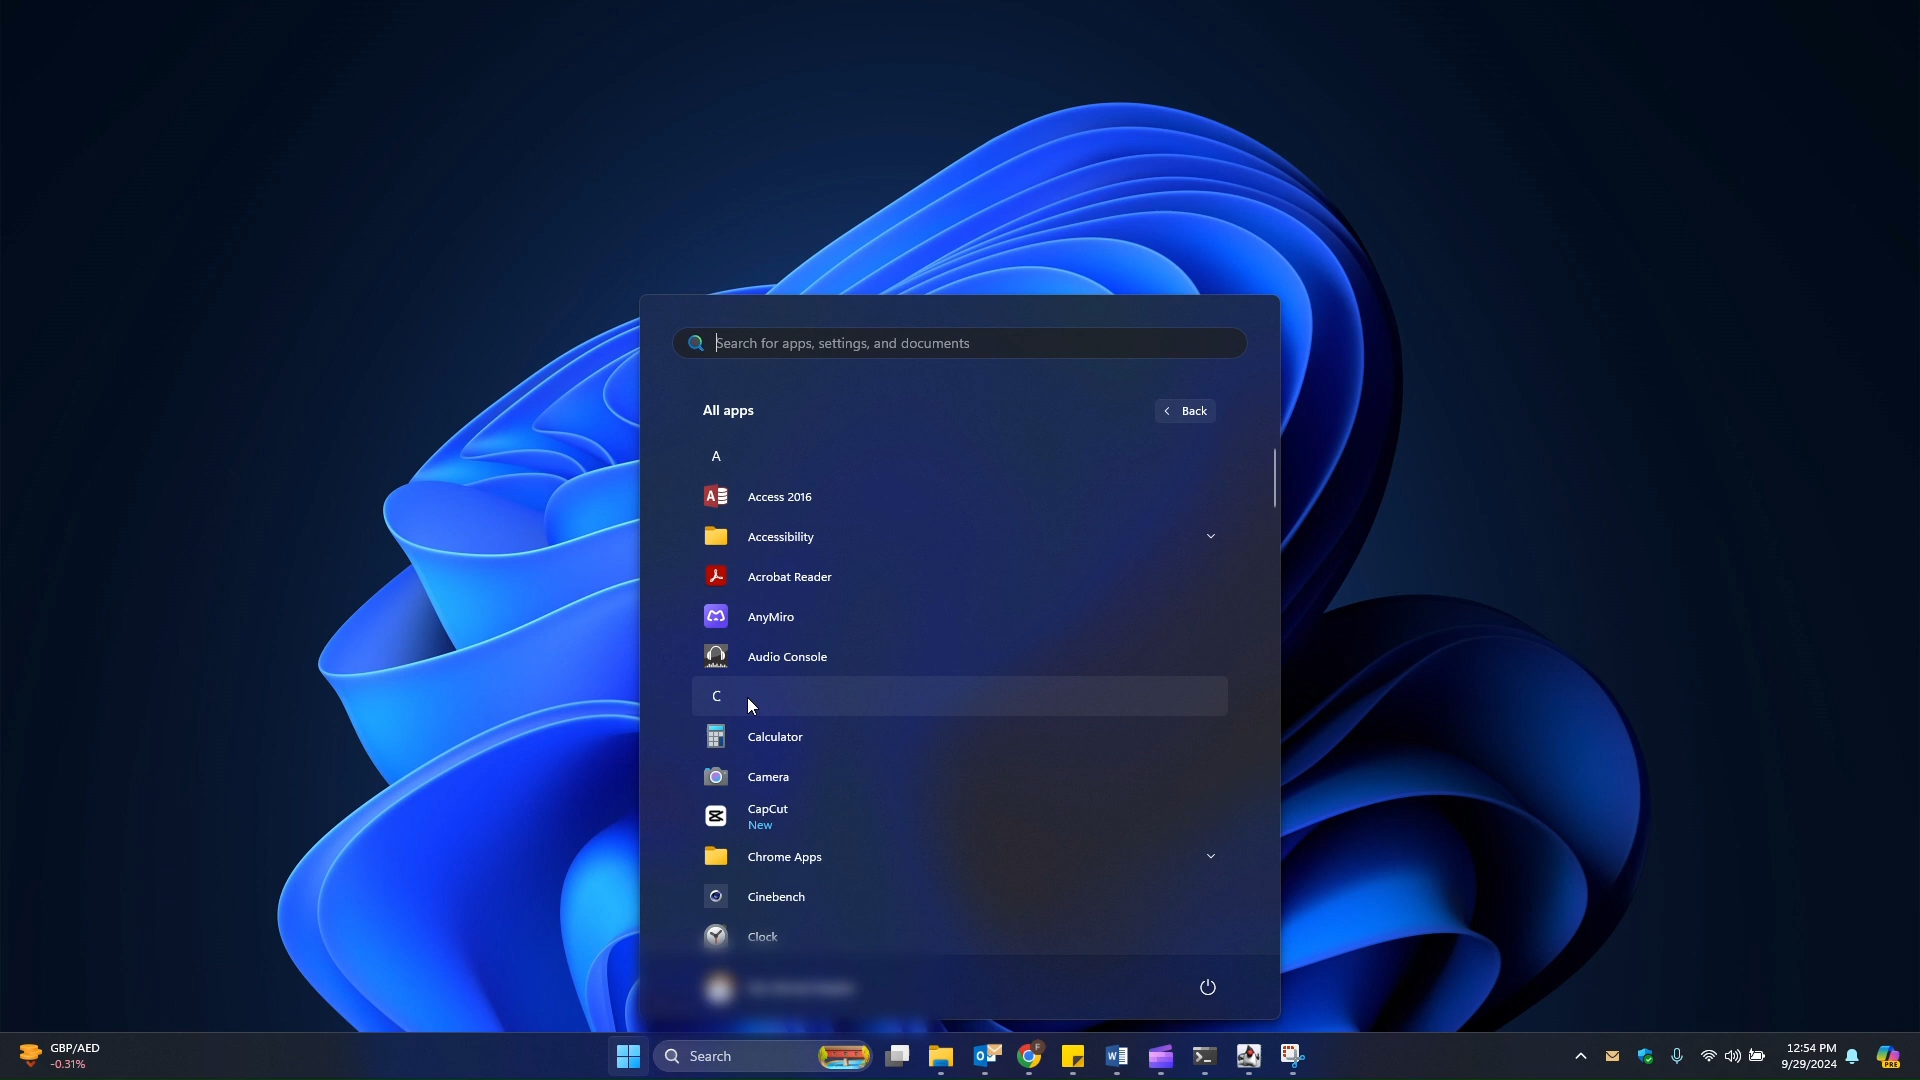 Search for apps, settings, and documents
All apps
Back
A
Access 2016
Accessibility
Acrobat Reader
AnyMiro
Audio Console
C
Calculator
Camera
CapCut
New
Chrome Apps
Cinebench
Clock
GBP/AED
-0.31%
Search
12:54 PM
9/29/2024